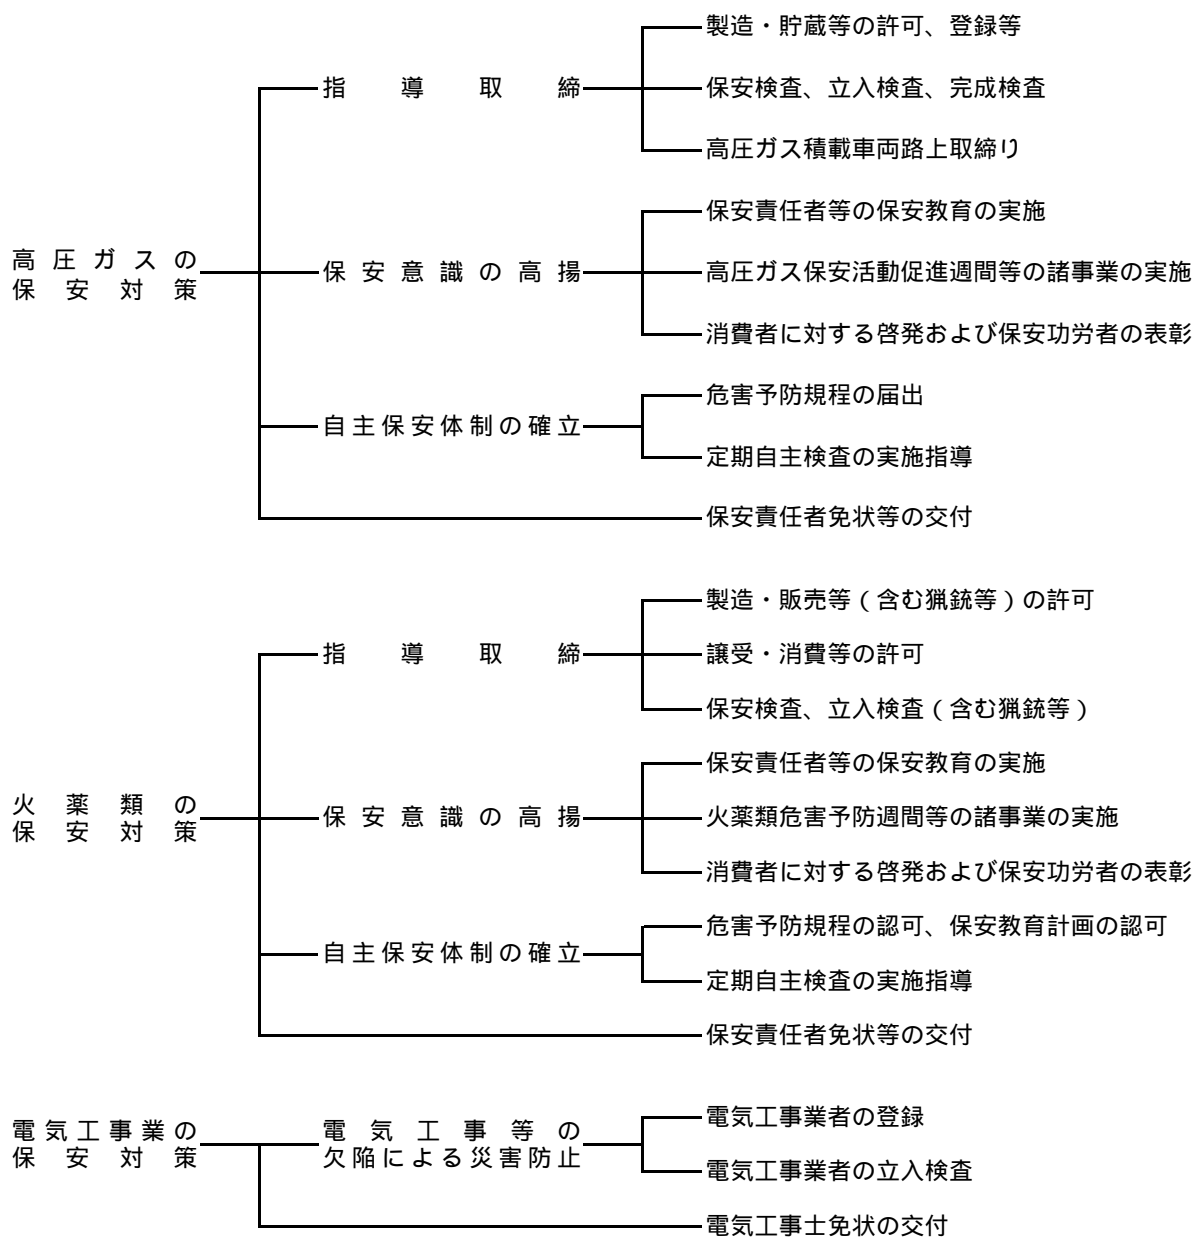 高圧ガスの
保安対策
指導取締
製造・貯蔵等の許可、登録等
保安検査、立入検査、完成検査
高圧ガス積載車両路上取締り
保安意識の高揚
保安責任者等の保安教育の実施
高圧ガス保安活動促進週間等の諸事業の実施
消費者に対する啓発および保安功労者の表彰
自主保安体制の確立
危害予防規程の届出
定期自主検査の実施指導
保安責任者免状等の交付
火薬類の
保安対策
指導取締
製造・販売等(含む猟銃等)の許可
譲受・消費等の許可
保安検査、立入検査(含む猟銃等)
保安意識の高揚
保安責任者等の保安教育の実施
火薬類危害予防週間等の諸事業の実施
消費者に対する啓発および保安功労者の表彰
自主保安体制の確立
危害予防規程の認可、保安教育計画の認可
定期自主検査の実施指導
保安責任者免状等の交付
電気工事業の
保安対策
電気工事等の
欠陥による災害防止
電気工事業者の登録
電気工事業者の立入検査
電気工事士免状の交付